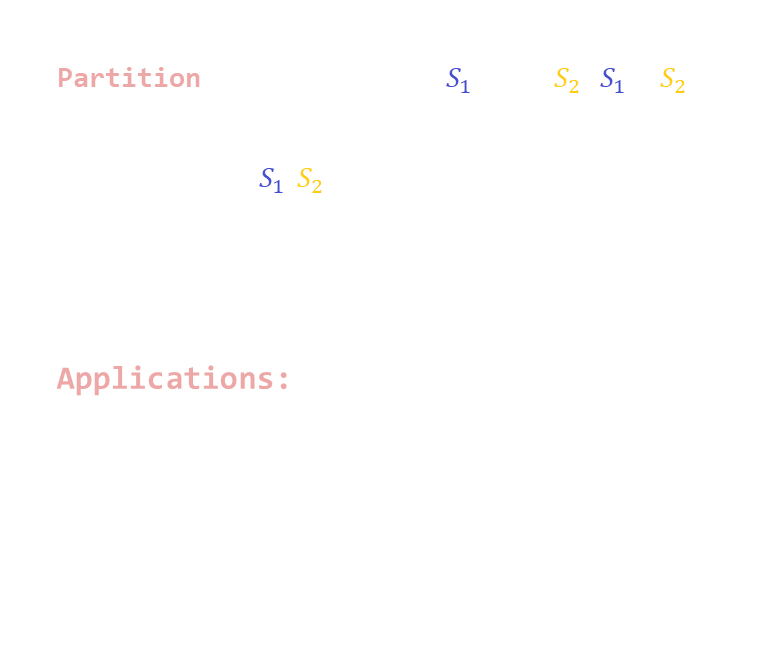 Partition S₁ S₂ S₁ S₂
S₁ S₂
Applications: